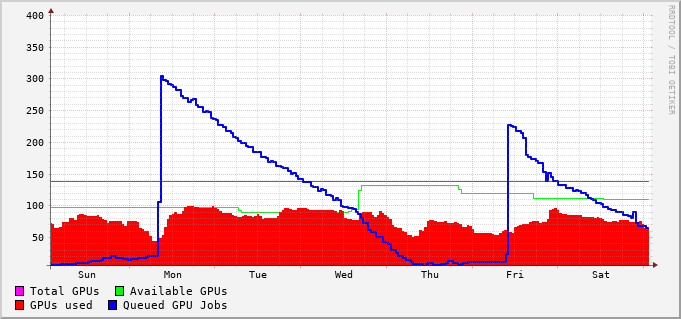 400
350
300
250
200
150
100
50
Sun Mon Tue Wed Thu Fri Sat
Total GPUs Available GPUs
GPUs used Queued GPU Jobs
RRDTOOL / TOBI OETIKER